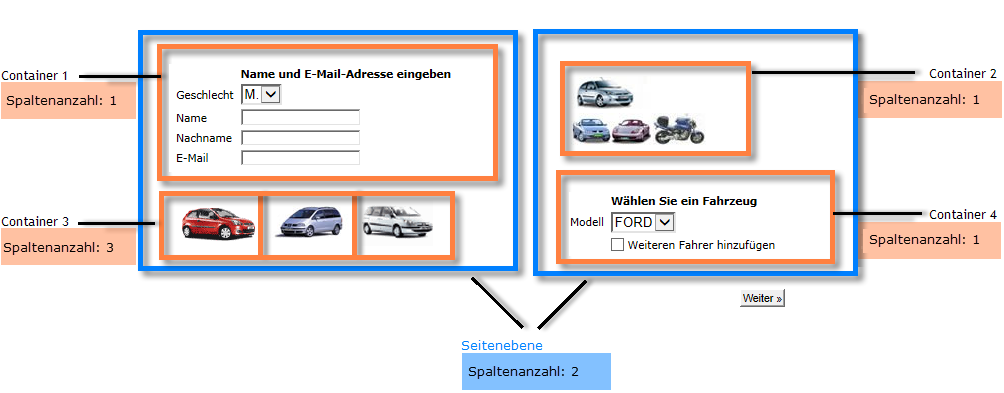 Container 1
Spaltenanzahl: 1
Name und E-Mail-Adresse eingeben
Geschlecht M.
Name
Nachname
E-Mail
Container 3
Spaltenanzahl: 3
Container 2
Spaltenanzahl: 1
Wählen Sie ein Fahrzeug
Modell FORD
Weiteren Fahrer hinzufügen
Container 4
Spaltenanzahl: 1
Weiter »
Seitenebene
Spaltenanzahl: 2